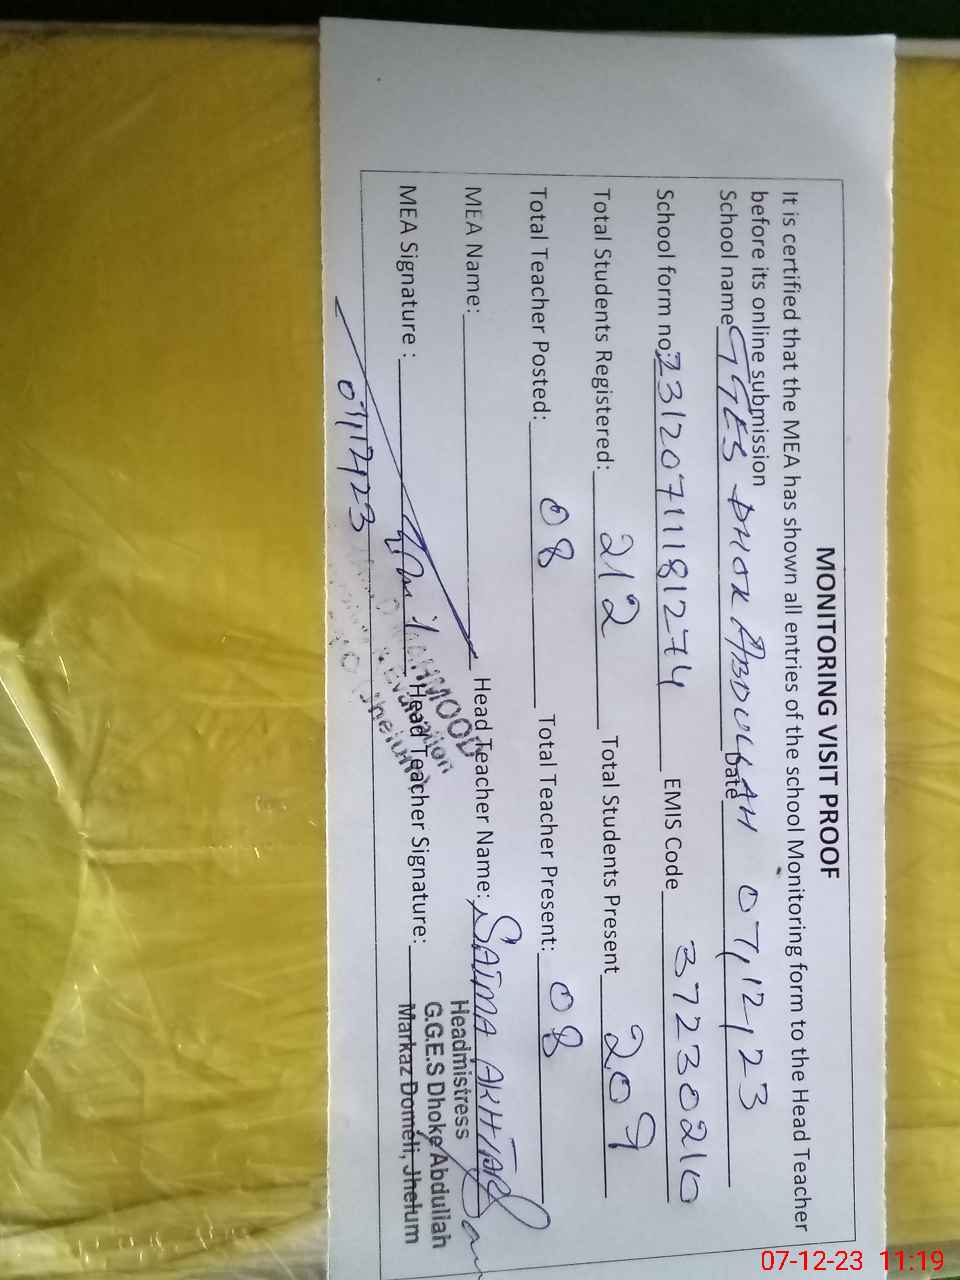 MONITORING VISIT PROOF
It is certified that the MEA has shown all entries of the school Monitoring form to the Head Teacher
before its online submission
School name GGES DHOK ABDULLAH Date 07,12,23
School form no: 23120711181274 EMIS Code 37230210
Total Students Registered: 212 Total Students Present 209
Total Teacher Posted: 08 Total Teacher Present: 08
MEA Name: Head Teacher Name: SAIMA AKHTAR
MEA Signature : Head Teacher Signature:
07,12,23
MAHMOOD
& Evaluation
Jhelum
Headmistress
G.G.E.S Dhoke Abdullah
Markaz Domeli, Jhelum
07-12-23 11:19